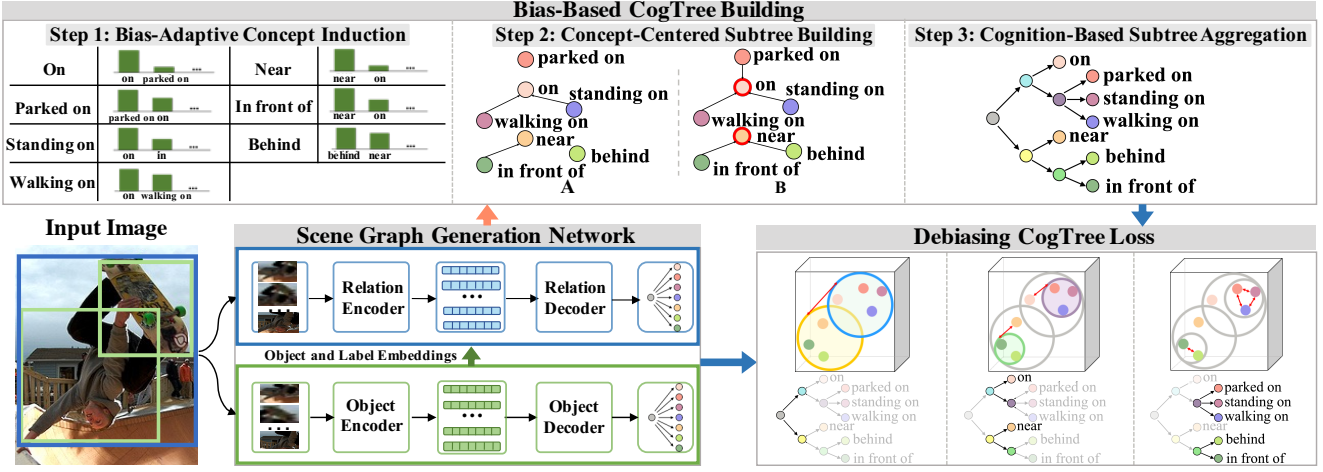 Bias-Based CogTree Building
Step 1: Bias-Adaptive Concept Induction
On
on parked on ...
Near
near on ...
Parked on
parked on on ...
In front of
near on ...
Standing on
on in ...
Behind
behind near ...
Walking on
on walking on ...
Step 2: Concept-Centered Subtree Building
parked on
on
standing on
walking on
near
behind
in front of
A
parked on
on
standing on
walking on
near
behind
in front of
B
Step 3: Cognition-Based Subtree Aggregation
on
parked on
standing on
walking on
near
behind
in front of
Input Image
Scene Graph Generation Network
Relation
Encoder
...
Relation
Decoder
Object and Label Embeddings
Object
Encoder
...
Object
Decoder
Debiasing CogTree Loss
on
parked on
standing on
walking on
near
behind
in front of
on
parked on
standing on
walking on
near
behind
in front of
on
parked on
standing on
walking on
near
behind
in front of